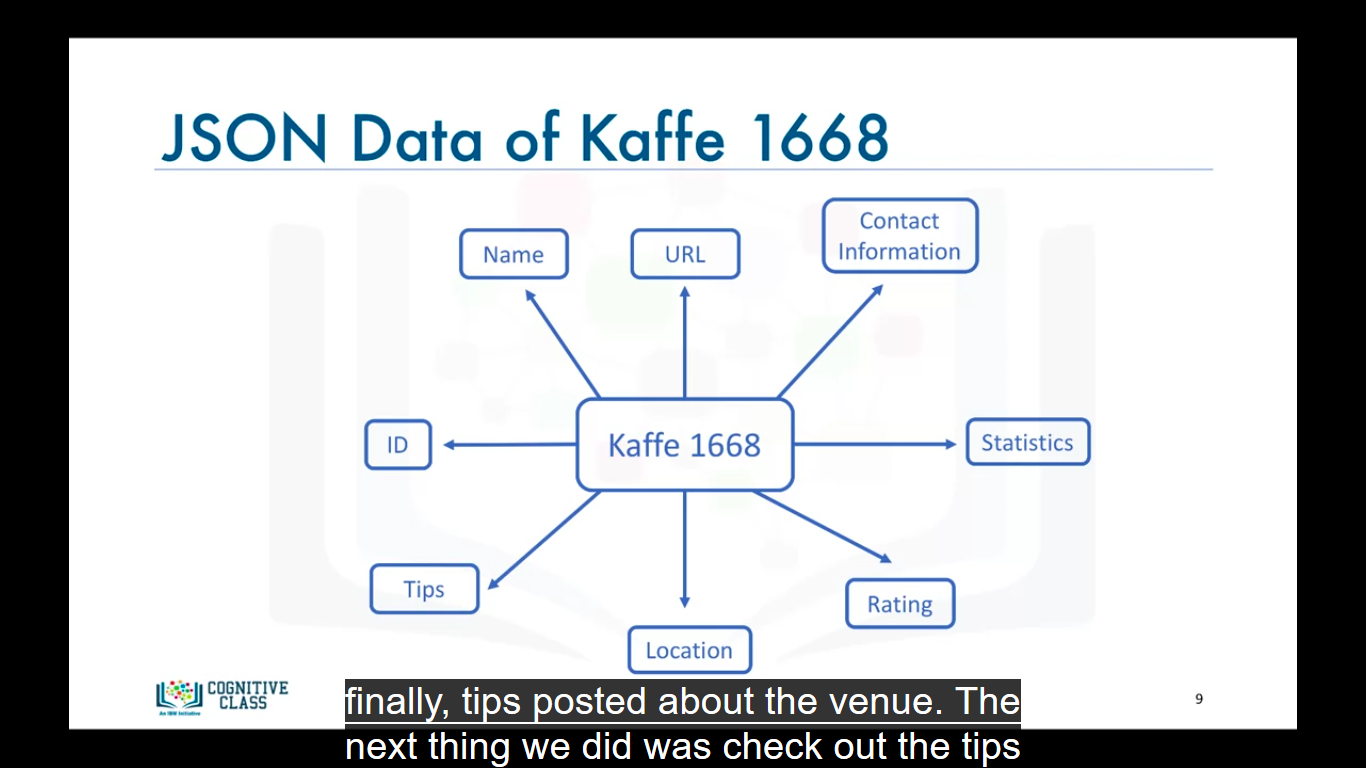 JSON Data of Kaffe 1668
Name
URL
Contact
Information
ID
Kaffe 1668
Statistics
Tips
Rating
Location
COGNITIVE
CLASS
An IBM Initiative
9
finally, tips posted about the venue. The
next thing we did was check out the tips